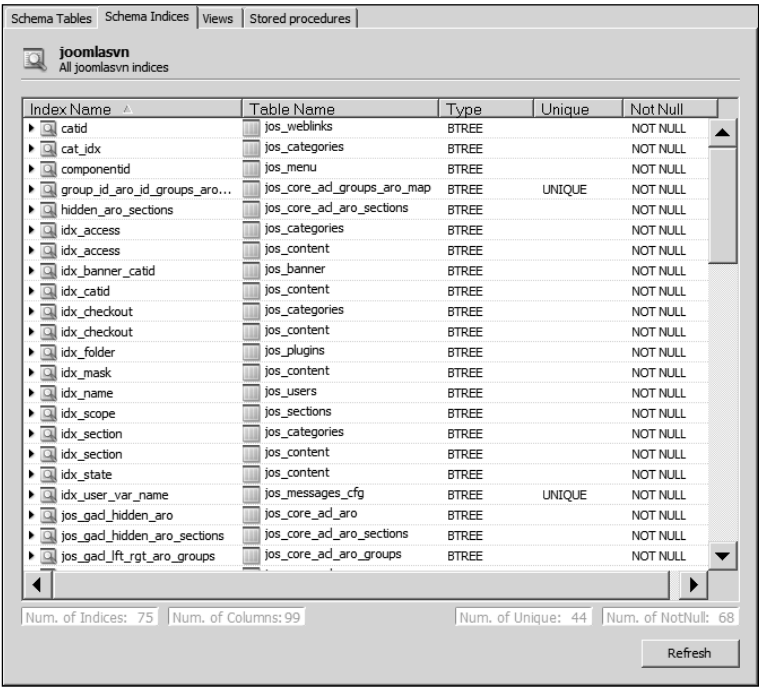 Schema Tables Schema Indices Views Stored procedures
joomlasvn
All joomlasvn indices
Index Name Table Name Type Unique Not Null
catid jos_weblinks BTREE NOT NULL
cat_idx jos_categories BTREE NOT NULL
componentid jos_menu BTREE NOT NULL
group_id_aro_id_groups_aro... jos_core_acl_groups_aro_map BTREE UNIQUE NOT NULL
hidden_aro_sections jos_core_acl_aro_sections BTREE NOT NULL
idx_access jos_categories BTREE NOT NULL
idx_access jos_content BTREE NOT NULL
idx_banner_catid jos_banner BTREE NOT NULL
idx_catid jos_content BTREE NOT NULL
idx_checkout jos_categories BTREE NOT NULL
idx_checkout jos_content BTREE NOT NULL
idx_folder jos_plugins BTREE NOT NULL
idx_mask jos_content BTREE NOT NULL
idx_name jos_users BTREE NOT NULL
idx_scope jos_sections BTREE NOT NULL
idx_section jos_categories BTREE NOT NULL
idx_section jos_content BTREE NOT NULL
idx_state jos_content BTREE NOT NULL
idx_user_var_name jos_messages_cfg BTREE UNIQUE NOT NULL
jos_gacl_hidden_aro jos_core_acl_aro BTREE NOT NULL
jos_gacl_hidden_aro_sections jos_core_acl_aro_sections BTREE NOT NULL
jos_gacl_lft_rgt_aro_groups jos_core_acl_aro_groups BTREE NOT NULL
Num. of Indices: 75 Num. of Columns: 99 Num. of Unique: 44 Num. of NotNull: 68
Refresh